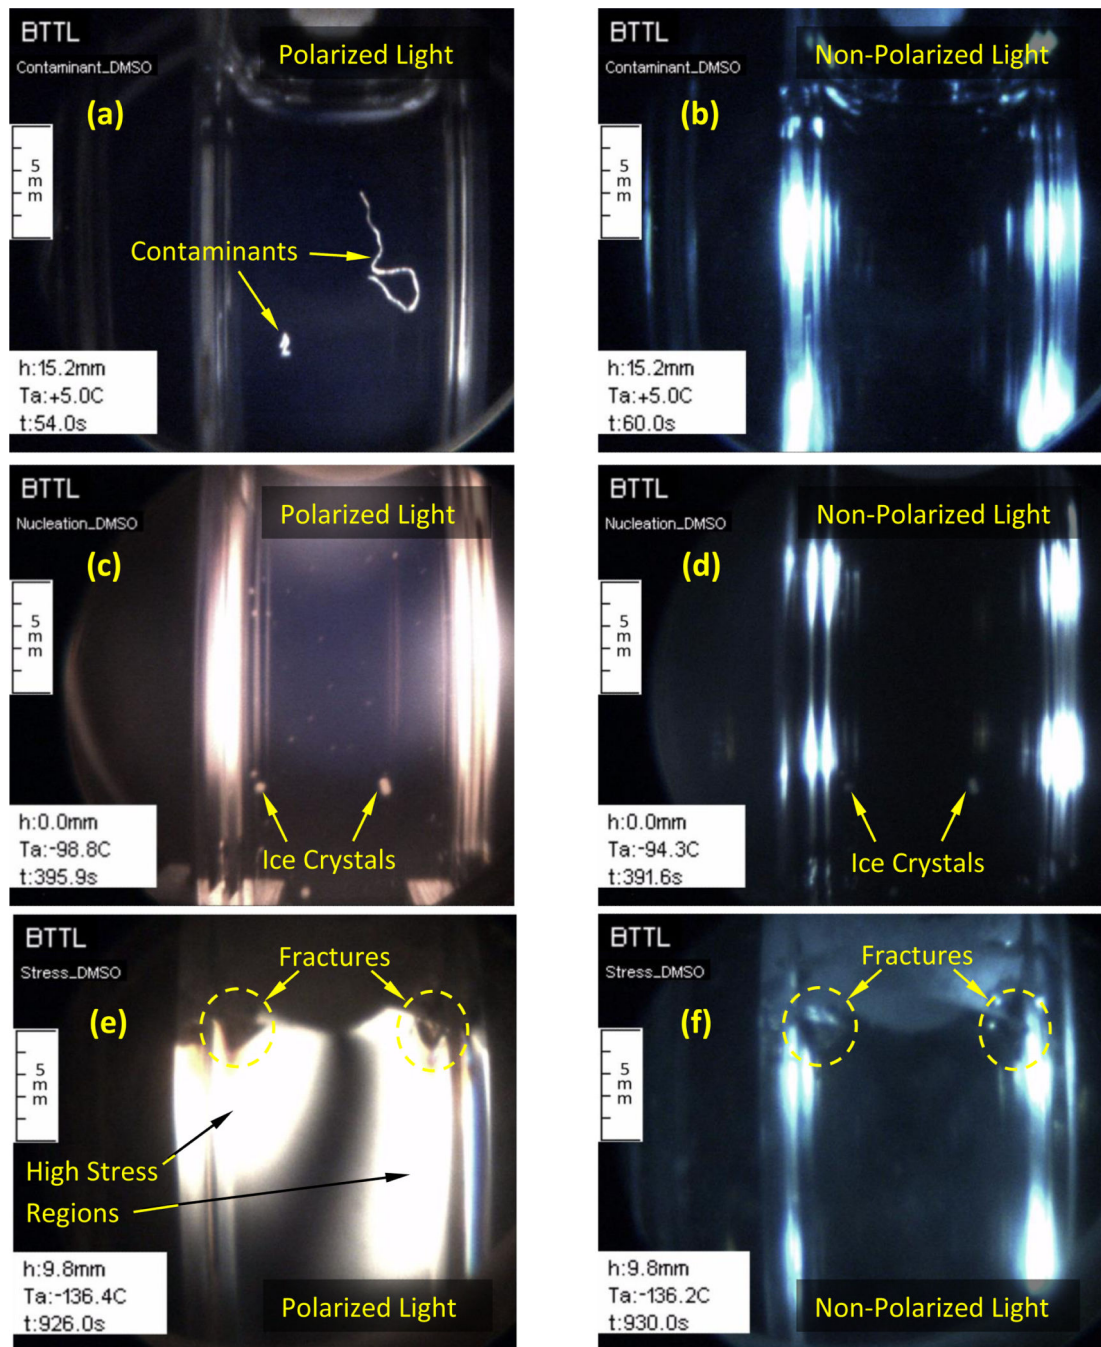 BTTL
Polarized Light
Contaminant_DMSO
(a)
5
m
m
Contaminants
h:15.2mm
Ta:+5.0C
t:54.0s
BTTL
Non-Polarized Light
Contaminant_DMSO
(b)
5
m
m
h:15.2mm
Ta:+5.0C
t:60.0s
BTTL
Polarized Light
Nucleation_DMSO
(c)
5
m
m
h:0.0mm
Ta:-98.8C
t:395.9s
Ice Crystals
BTTL
Non-Polarized Light
Nucleation_DMSO
(d)
5
m
m
h:0.0mm
Ta:-94.3C
t:391.6s
Ice Crystals
BTTL
Fractures
Stress_DMSO
(e)
5
m
m
High Stress
Regions
h:9.8mm
Ta:-136.4C
t:926.0s
Polarized Light
BTTL
Fractures
Stress_DMSO
(f)
5
m
m
h:9.8mm
Ta:-136.2C
t:930.0s
Non-Polarized Light